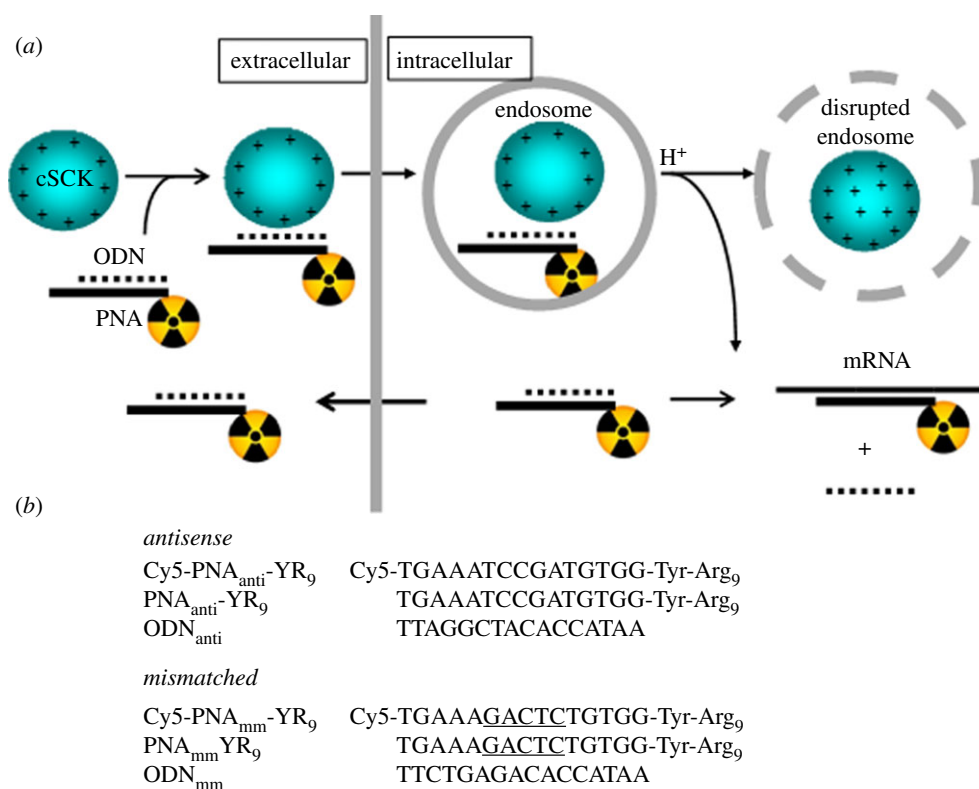 (a)
extracellular
intracellular
endosome
disrupted
endosome
cSCK
H+
ODN
PNA
mRNA
+
(b)
antisense
Cy5-PNAanti-YR9 Cy5-TGAAATCCGATGTGG-Tyr-Arg9
PNAanti-YR9 TGAAATCCGATGTGG-Tyr-Arg9
ODNanti TTAGGCTACACCATAA
mismatched
Cy5-PNAmm-YR9 Cy5-TGAAAGACTCTGTGG-Tyr-Arg9
PNAmmYR9 TGAAAGACTCTGTGG-Tyr-Arg9
ODNmm TTCTGAGACACCATAA